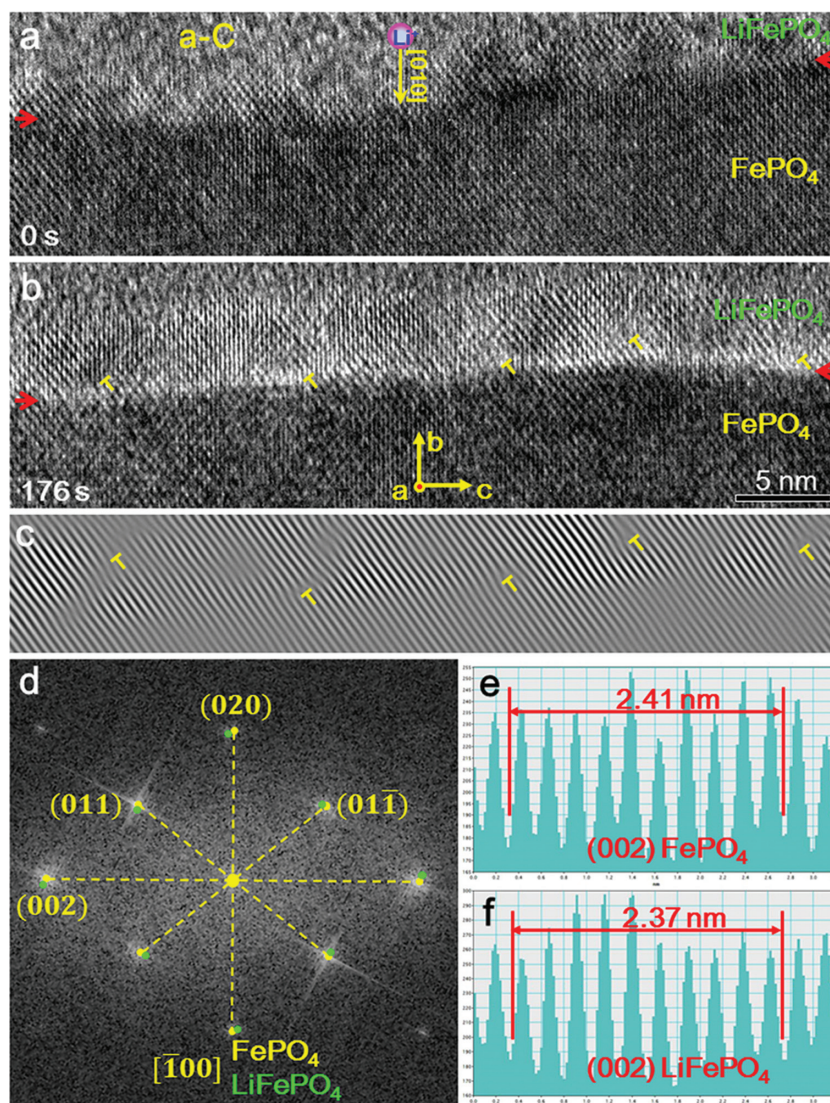 a
a-C
Li
[010]
LiFePO₄
FePO₄
0 s
b
LiFePO₄
FePO₄
b
a
c
176 s
5 nm
c
d
(020)
(011)
(011̅)
(002)
[1̅00]
FePO₄
LiFePO₄
e
2.41 nm
(002) FePO₄
f
2.37 nm
(002) LiFePO₄